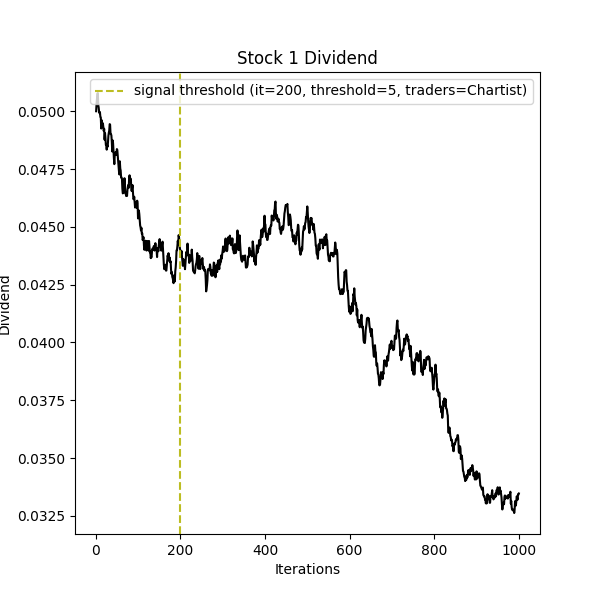 Stock 1 Dividend
signal threshold (it=200, threshold=5, traders=Chartist)
0.0500
0.0475
0.0450
0.0425
0.0400
0.0375
0.0350
0.0325
Dividend
0 200 400 600 800 1000
Iterations